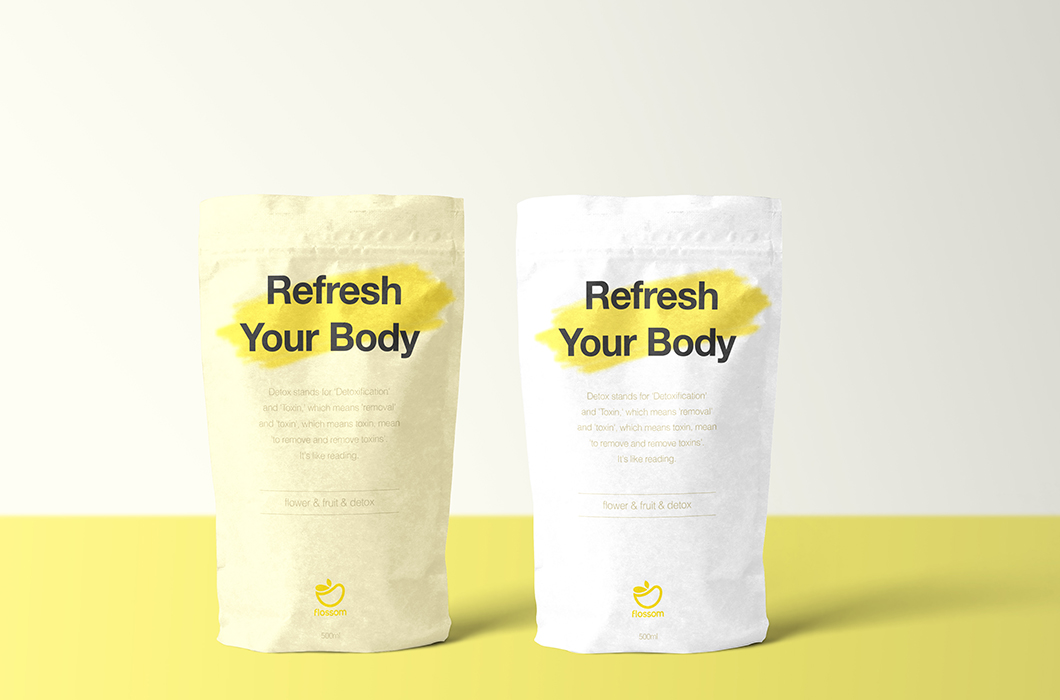 Refresh
Your Body
Detox stands for 'Detoxification'
and 'Toxin,' which means 'removal'
and 'toxin', which means toxin, mean
'to remove and remove toxins'.
It's like reading.
flower & fruit & detox
flossom
500ml
Refresh
Your Body
Detox stands for 'Detoxification'
and 'Toxin,' which means 'removal'
and 'toxin', which means toxin, mean
'to remove and remove toxins'.
It's like reading.
flower & fruit & detox
flossom
500ml